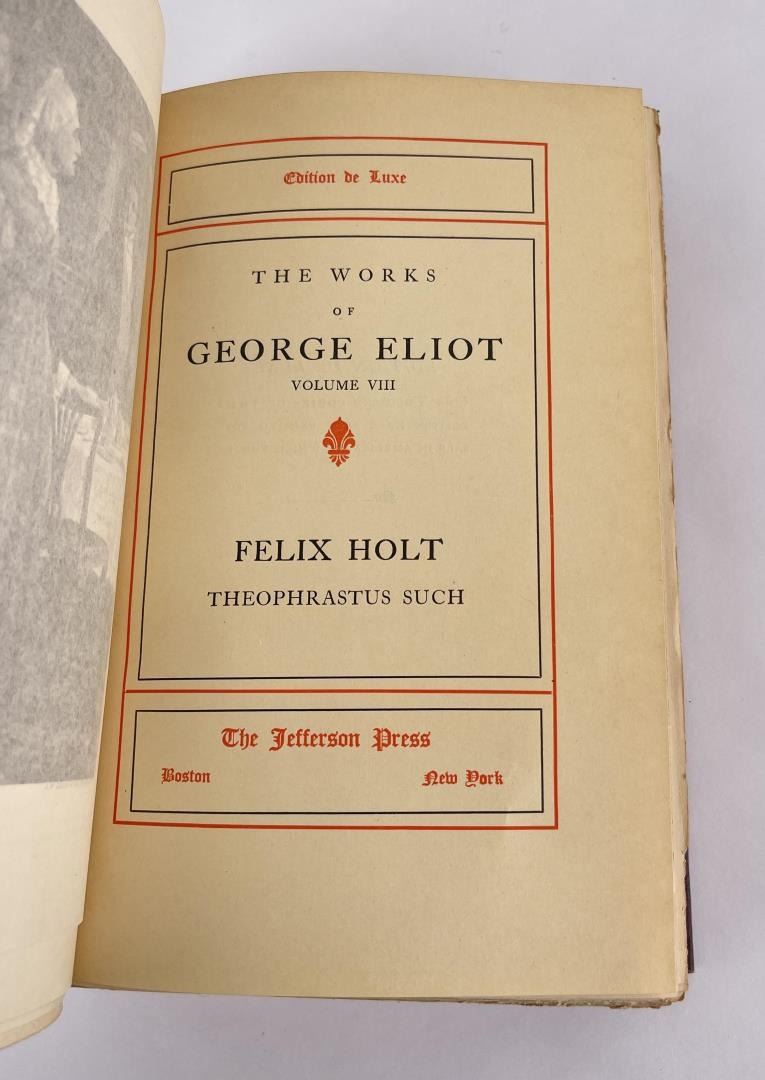 Edition de Luxe
THE WORKS
OF
GEORGE ELIOT
VOLUME VIII
FELIX HOLT
THEOPHRASTUS SUCH
The Jefferson Press
Boston New York